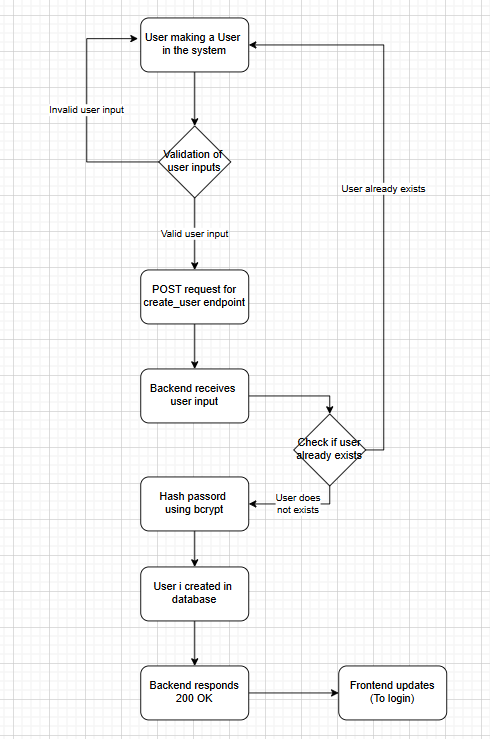 User making a User
in the system
Invalid user input
Validation of
user inputs
User already exists
Valid user input
POST request for
create_user endpoint
Backend receives
user input
Check if user
already exists
Hash passord
using bcrypt
User does
not exists
User i created in
database
Backend responds
200 OK
Frontend updates
(To login)